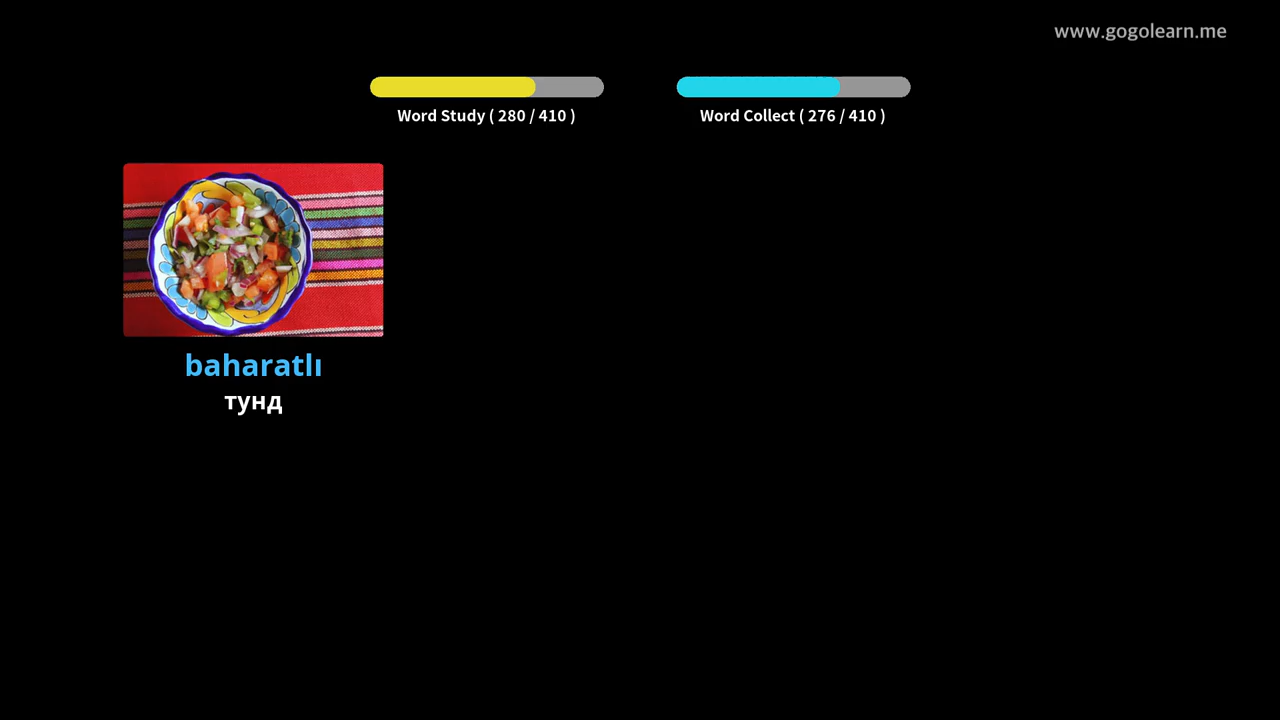 www.gogolearn.me
Word Study ( 280 / 410 )
Word Collect ( 276 / 410 )
baharatlı
тунд